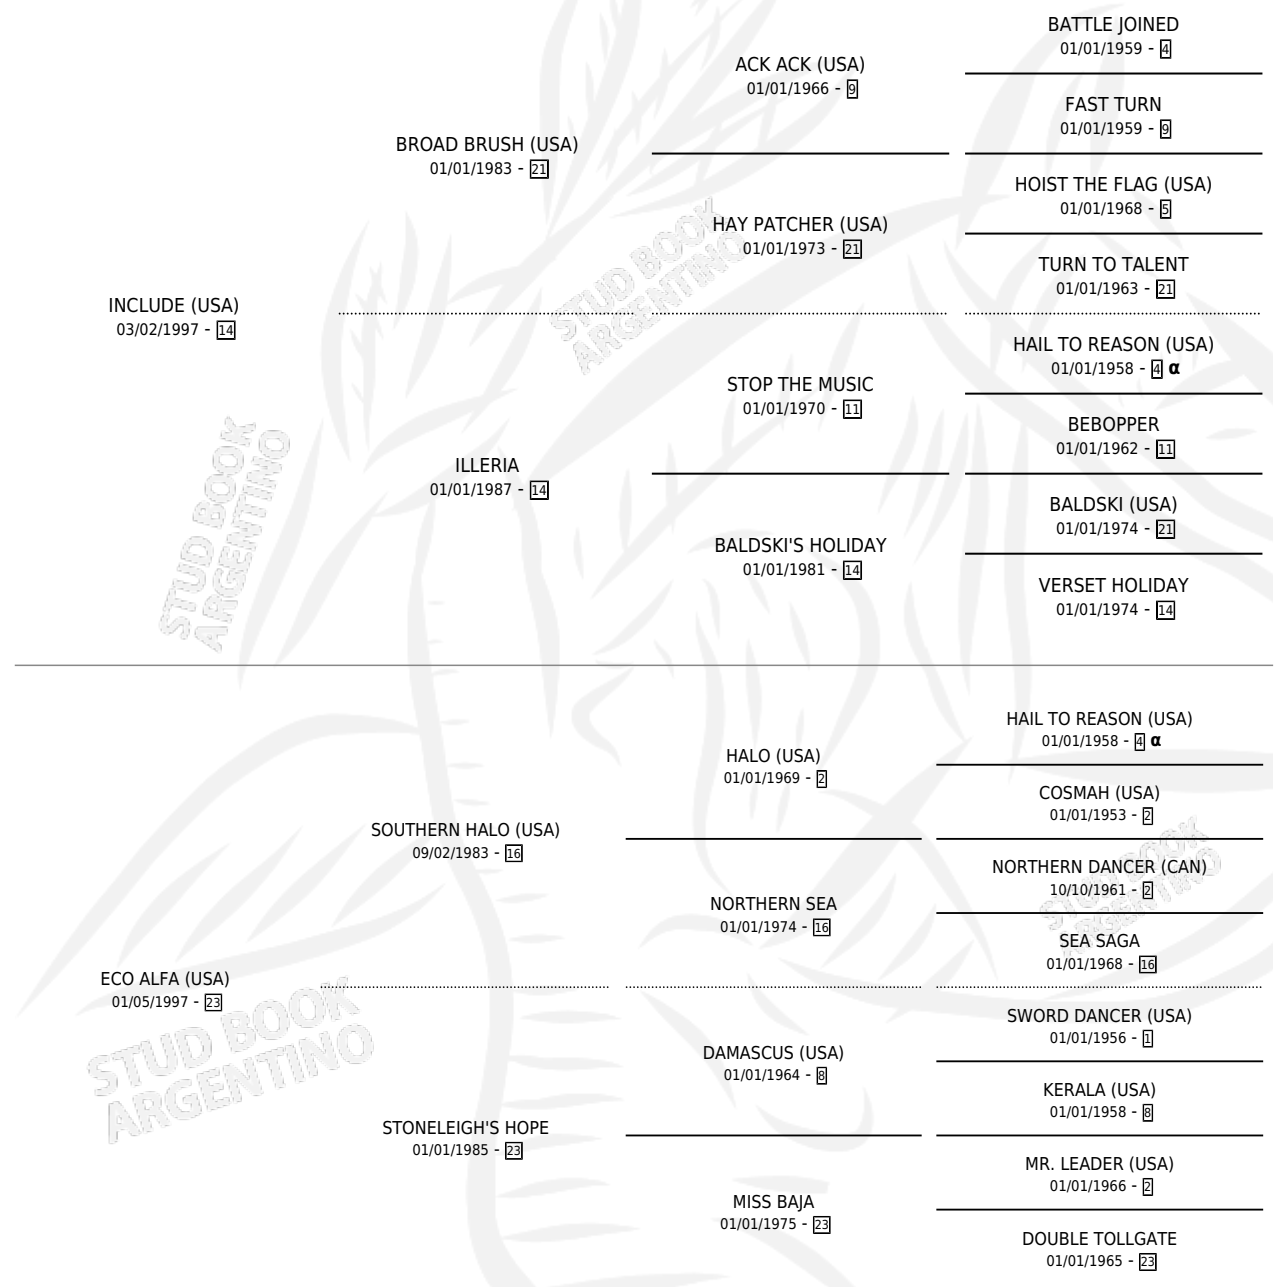 INCLUDE (USA)
03/02/1997 - 14
BROAD BRUSH (USA)
01/01/1983 - 21
ILLERIA
01/01/1987 - 14
ACK ACK (USA)
01/01/1966 - 9
HAY PATCHER (USA)
01/01/1973 - 21
STOP THE MUSIC
01/01/1970 - 11
BALDSKI'S HOLIDAY
01/01/1981 - 14
BATTLE JOINED
01/01/1959 - 4
FAST TURN
01/01/1959 - 9
HOIST THE FLAG (USA)
01/01/1968 - 5
TURN TO TALENT
01/01/1963 - 21
HAIL TO REASON (USA)
01/01/1958 - 4 α
BEBOPPER
01/01/1962 - 11
BALDSKI (USA)
01/01/1974 - 21
VERSET HOLIDAY
01/01/1974 - 14
STUD BOOK
ARGENTINO
STUD BOOK
ARGENTINO
ECO ALFA (USA)
01/05/1997 - 23
SOUTHERN HALO (USA)
09/02/1983 - 16
STONELEIGH'S HOPE
01/01/1985 - 23
HALO (USA)
01/01/1969 - 2
NORTHERN SEA
01/01/1974 - 16
DAMASCUS (USA)
01/01/1964 - 8
MISS BAJA
01/01/1975 - 23
HAIL TO REASON (USA)
01/01/1958 - 4 α
COSMAH (USA)
01/01/1953 - 2
NORTHERN DANCER (CAN)
10/10/1961 - 2
SEA SAGA
01/01/1968 - 16
SWORD DANCER (USA)
01/01/1956 - 1
KERALA (USA)
01/01/1958 - 8
MR. LEADER (USA)
01/01/1966 - 2
DOUBLE TOLLGATE
01/01/1965 - 23
STUD BOOK
ARGENTINO
STUD BOOK
ARGENTINO